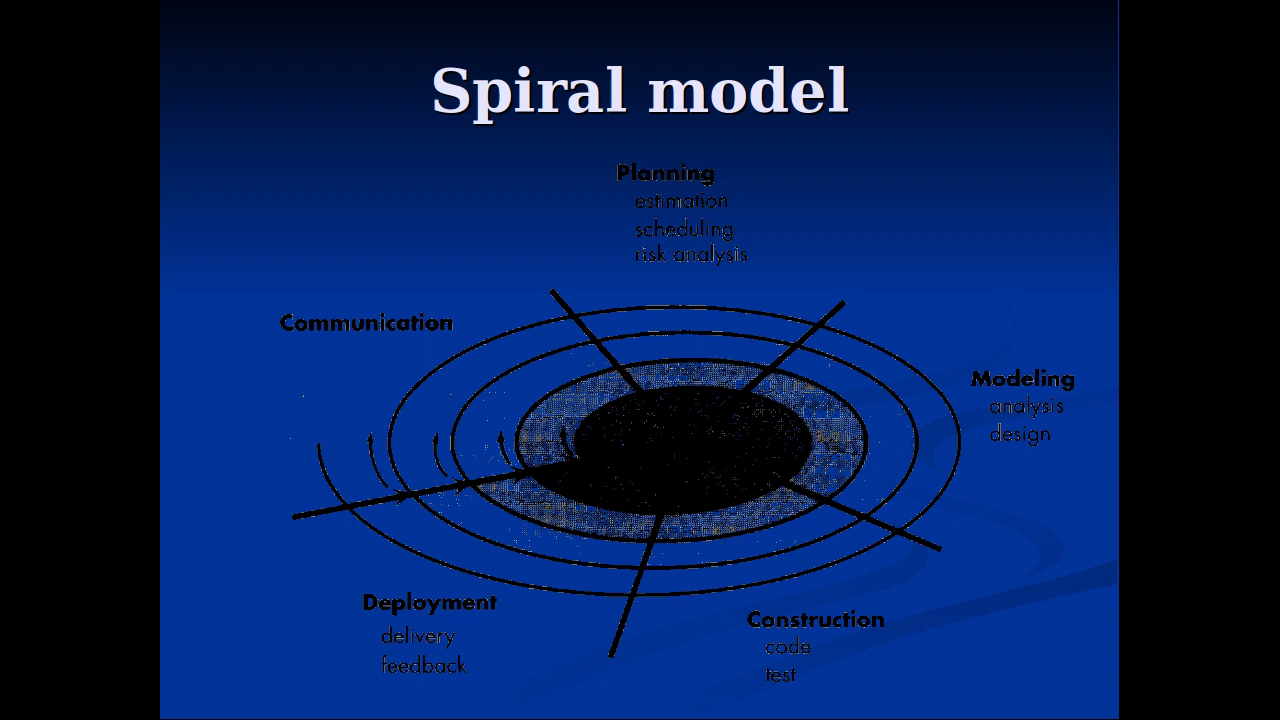 Spiral model
Planning
estimation
scheduling
risk analysis
Communication
Modeling
analysis
design
Deployment
delivery
feedback
Construction
code
test